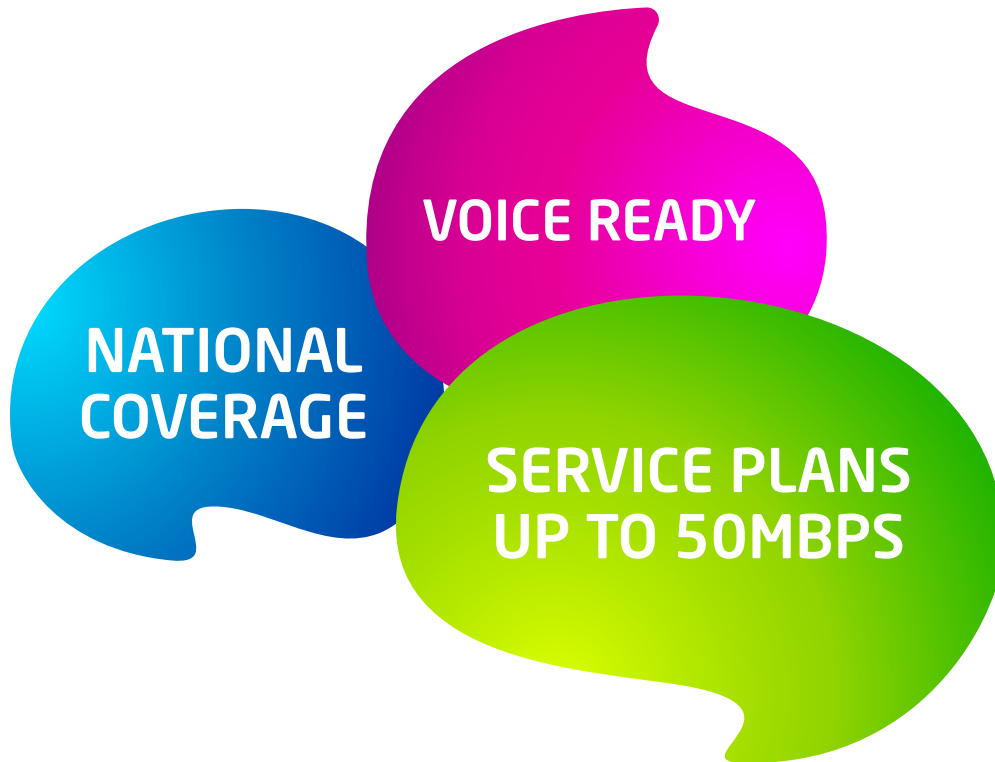 VOICE READY
NATIONAL
COVERAGE
SERVICE PLANS
UP TO 50MBPS